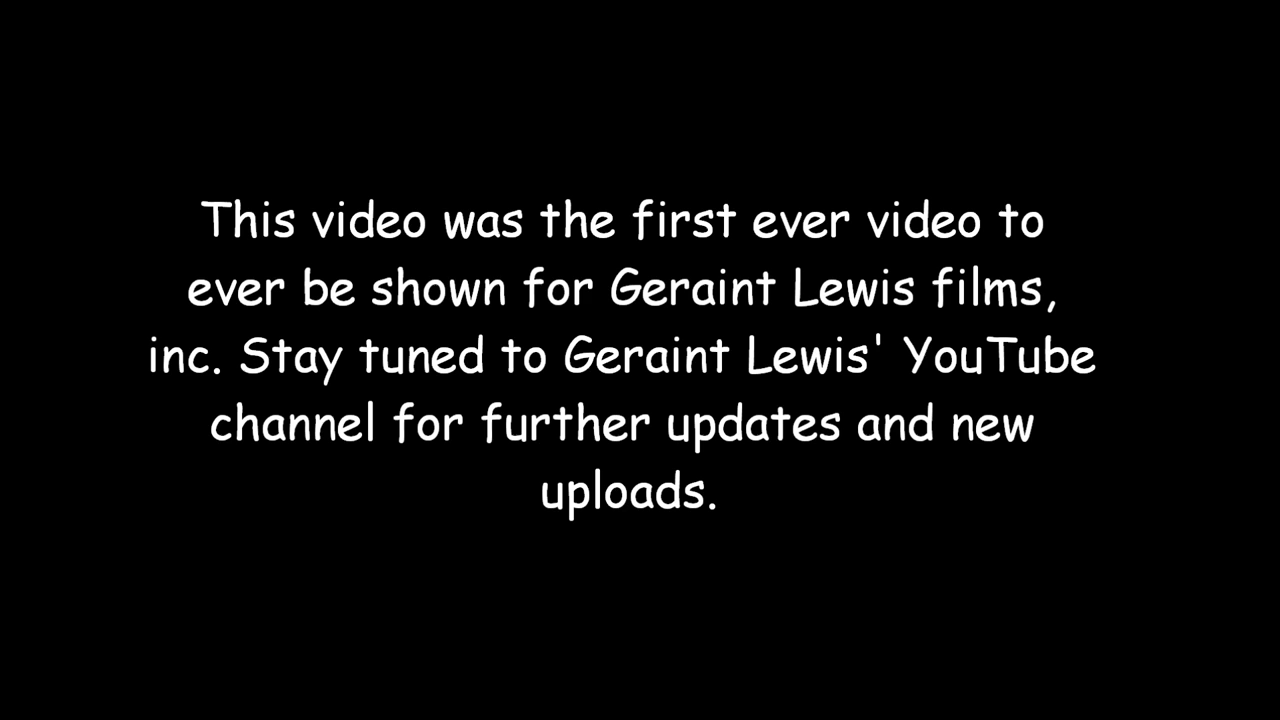 This video was the first ever video to
ever be shown for Geraint Lewis films,
inc. Stay tuned to Geraint Lewis' YouTube
channel for further updates and new
uploads.